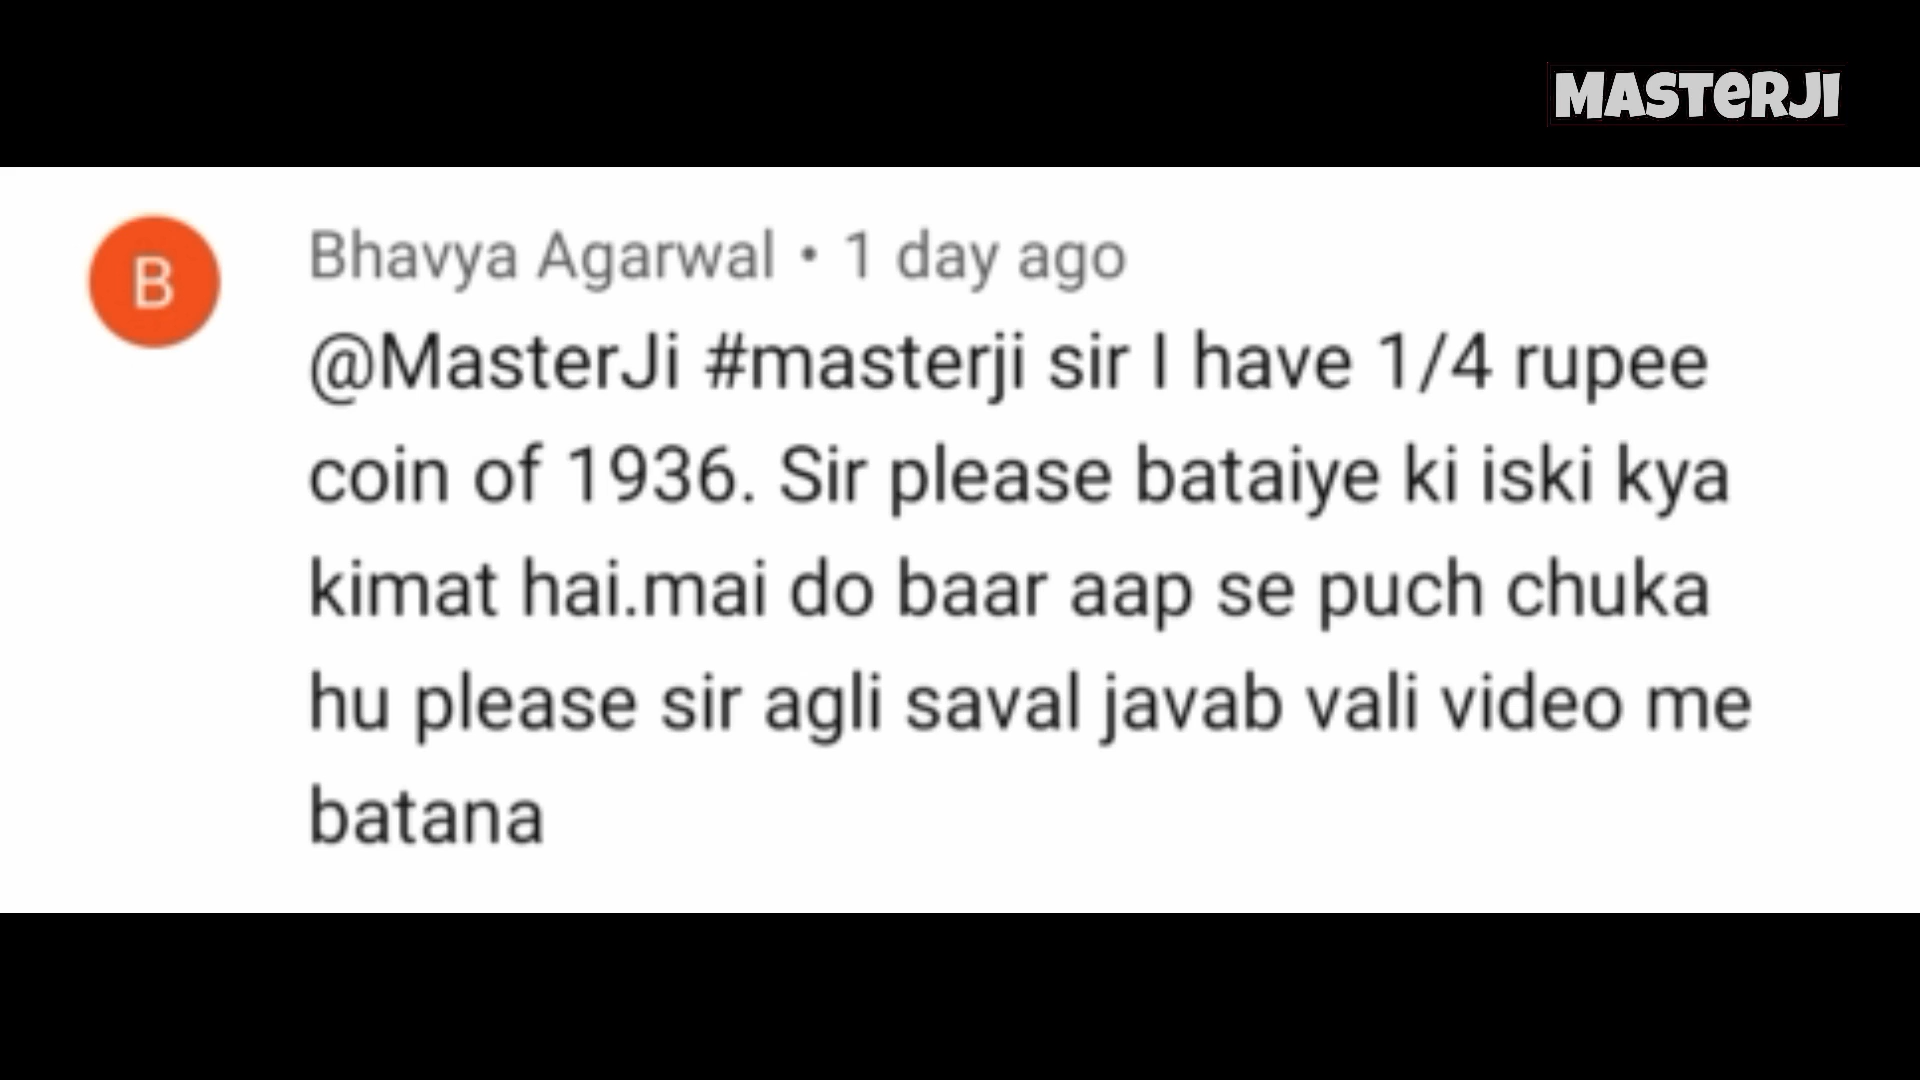 MASTERJI
B
Bhavya Agarwal • 1 day ago
@MasterJi #masterji sir I have 1/4 rupee
coin of 1936. Sir please bataiye ki iski kya
kimat hai.mai do baar aap se puch chuka
hu please sir agli saval javab vali video me
batana